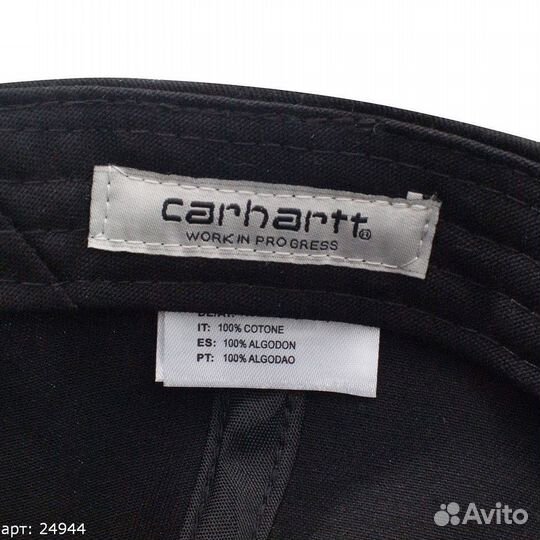 carhartt®
WORK IN PROGRESS
IT: 100% COTONE
ES: 100% ALGODON
PT: 100% ALGODAO
арт: 24944
Avito